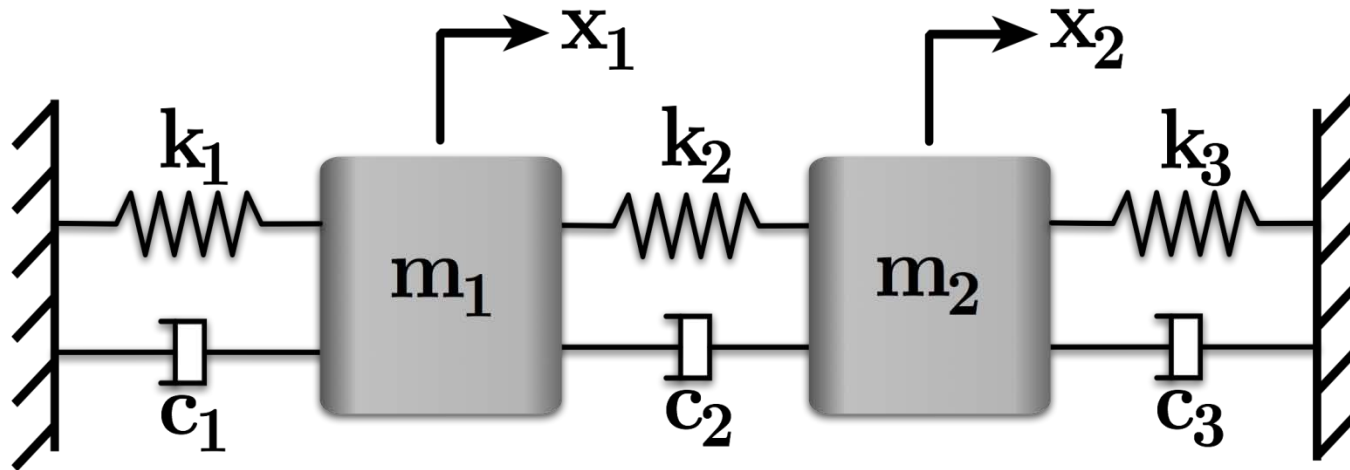 x₁ x₂
k₁ k₂ k₃
m₁ m₂
c₁ c₂ c₃